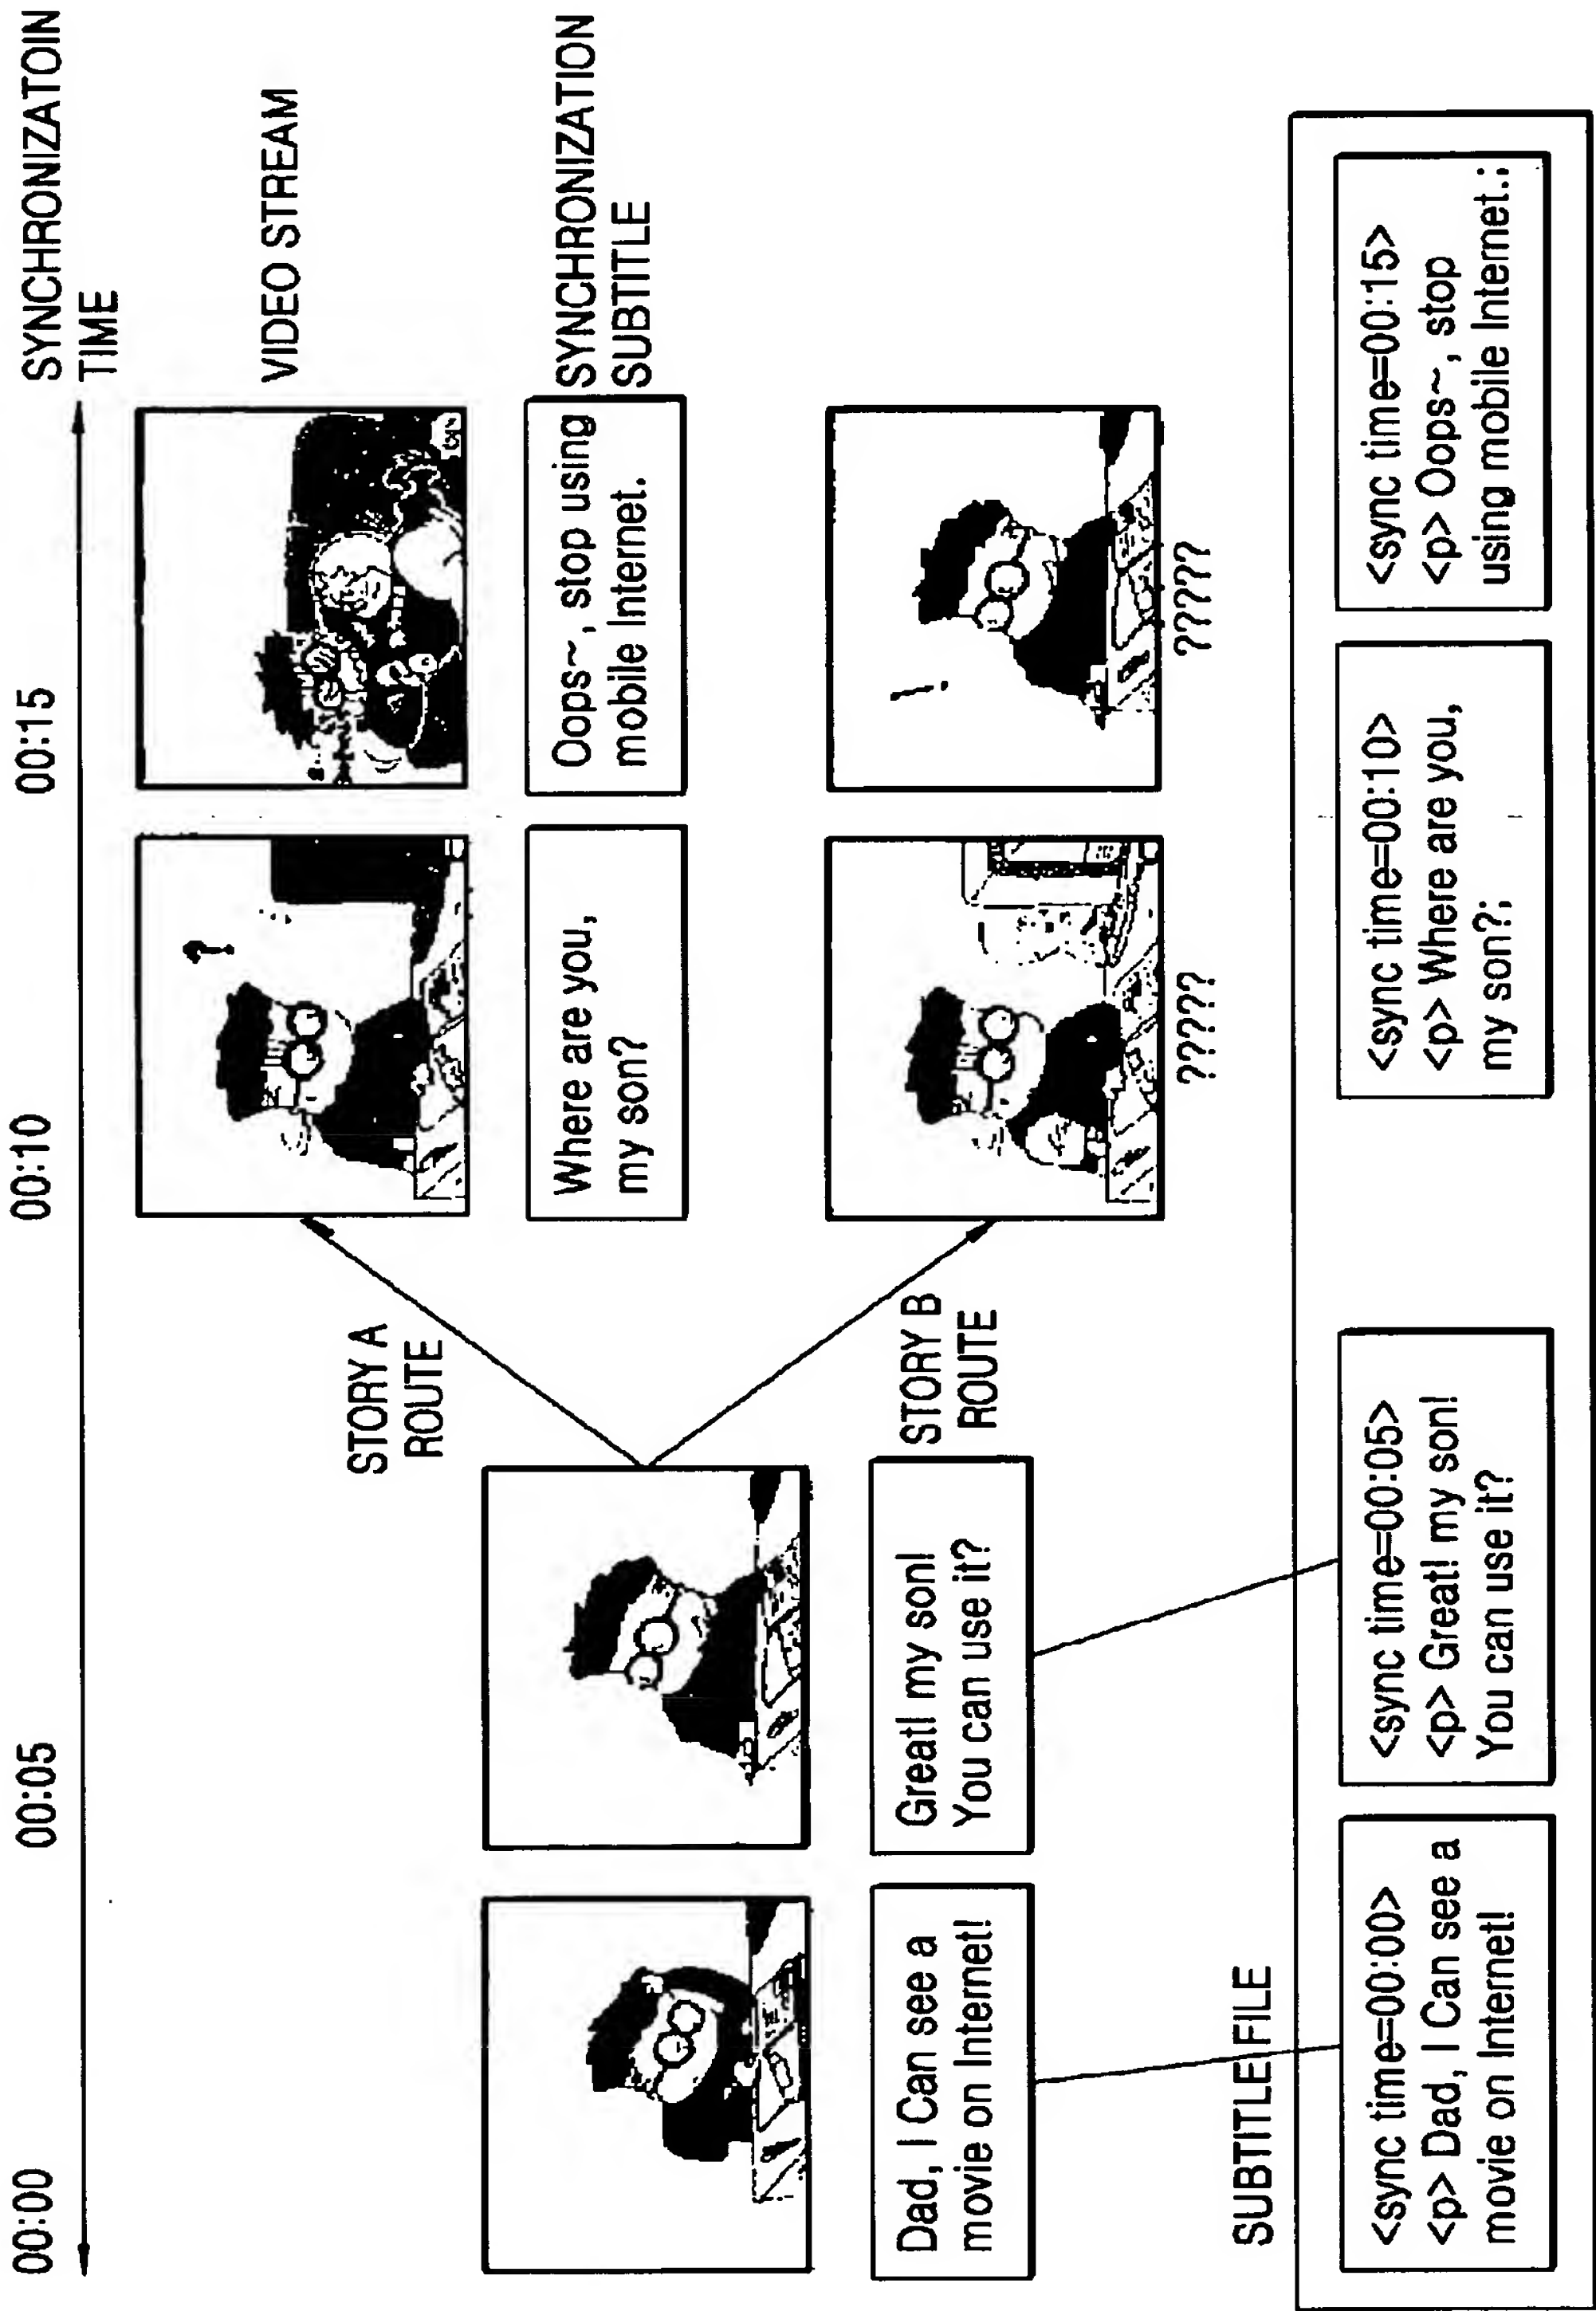 00:00
00:05
00:10
00:15
SYNCHRONIZATOIN
TIME
VIDEO STREAM
SYNCHRONIZATION
SUBTITLE
STORY A
ROUTE
Where are you,
my son?
Oops~, stop using
mobile Internet.
Dad, I Can see a
movie on Internet!
Great! my son!
You can use it?
STORY B
ROUTE
?????
?????
SUBTITLE FILE
<sync time=00:00>
<p> Dad, I Can see a
movie on Internet!
<sync time=00:05>
<p> Great! my son!
You can use it?
<sync time=00:10>
<p> Where are you,
my son?;
<sync time=00:15>
<p> Oops~, stop
using mobile Internet.;